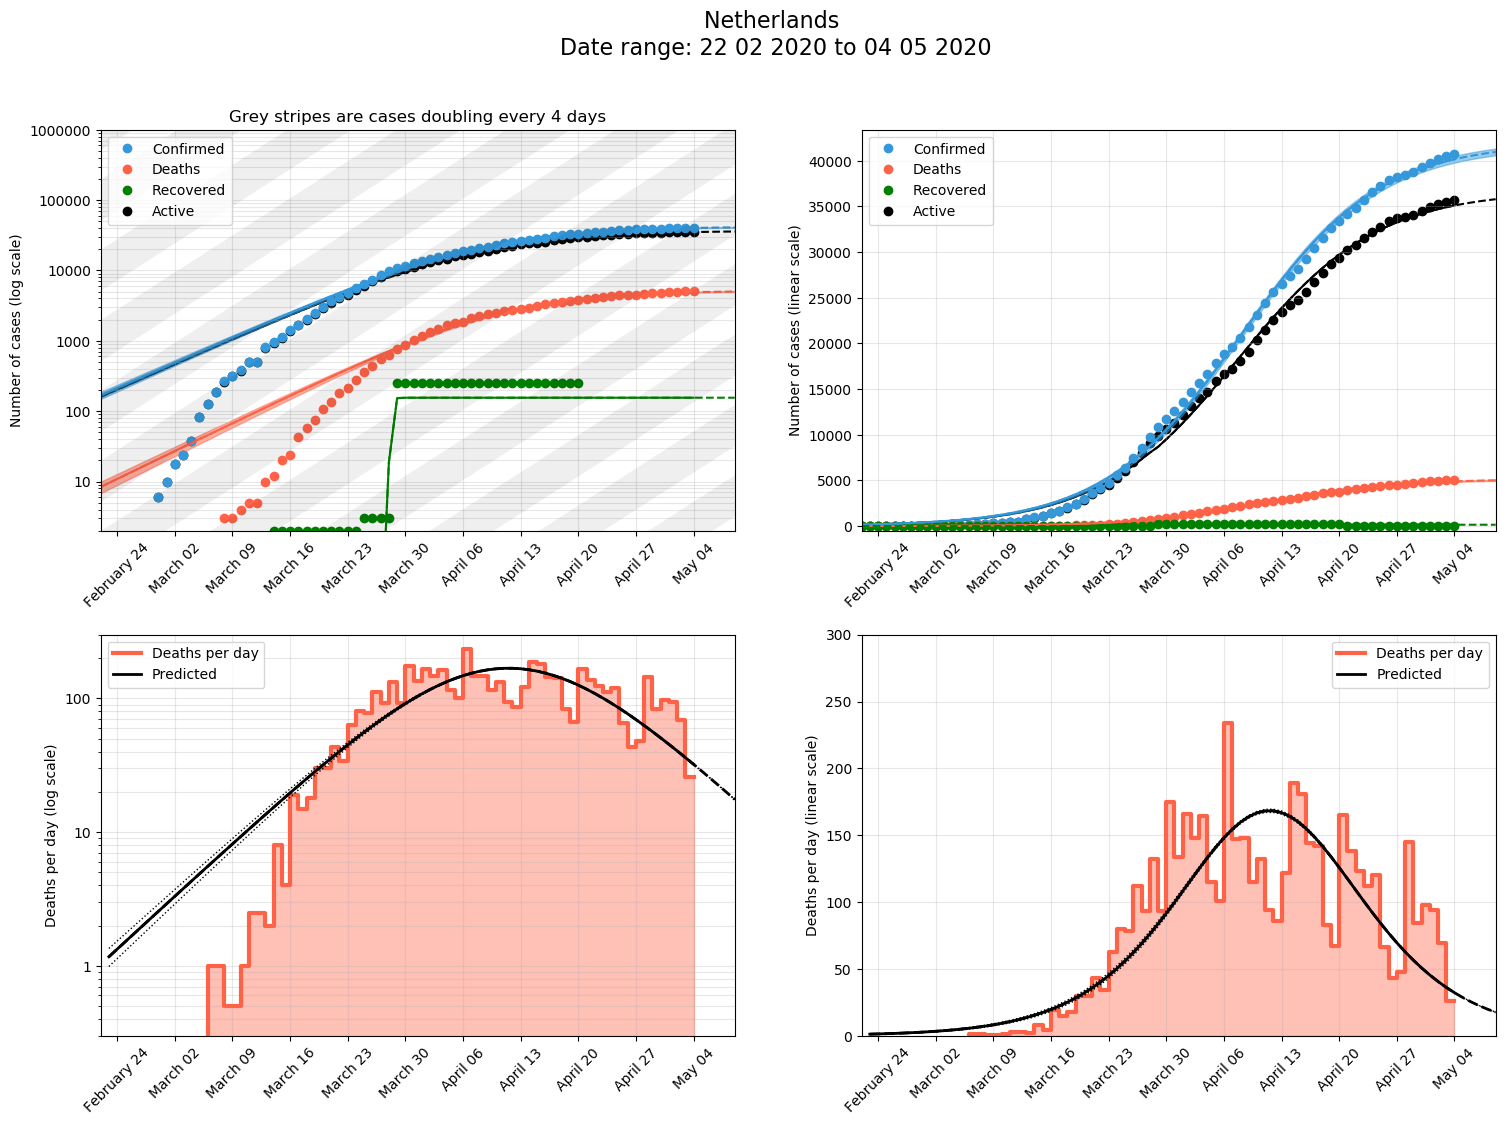 Netherlands
Date range: 22 02 2020 to 04 05 2020
Grey stripes are cases doubling every 4 days
Number of cases (log scale)
1000000
100000
10000
1000
100
10
Confirmed
Deaths
Recovered
Active
February 24
March 02
March 09
March 16
March 23
March 30
April 06
April 13
April 20
April 27
May 04
Number of cases (linear scale)
40000
35000
30000
25000
20000
15000
10000
5000
0
Confirmed
Deaths
Recovered
Active
February 24
March 02
March 09
March 16
March 23
March 30
April 06
April 13
April 20
April 27
May 04
Deaths per day (log scale)
100
10
1
Deaths per day
Predicted
February 24
March 02
March 09
March 16
March 23
March 30
April 06
April 13
April 20
April 27
May 04
Deaths per day (linear scale)
300
250
200
150
100
50
0
Deaths per day
Predicted
February 24
March 02
March 09
March 16
March 23
March 30
April 06
April 13
April 20
April 27
May 04